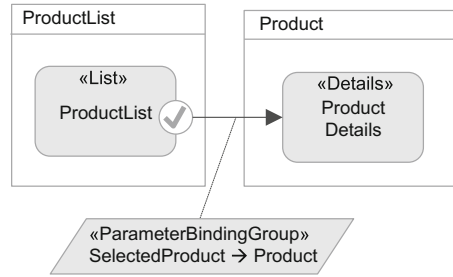 ProductList
Product
«List»
ProductList
«Details»
Product
Details
«ParameterBindingGroup»
SelectedProduct → Product